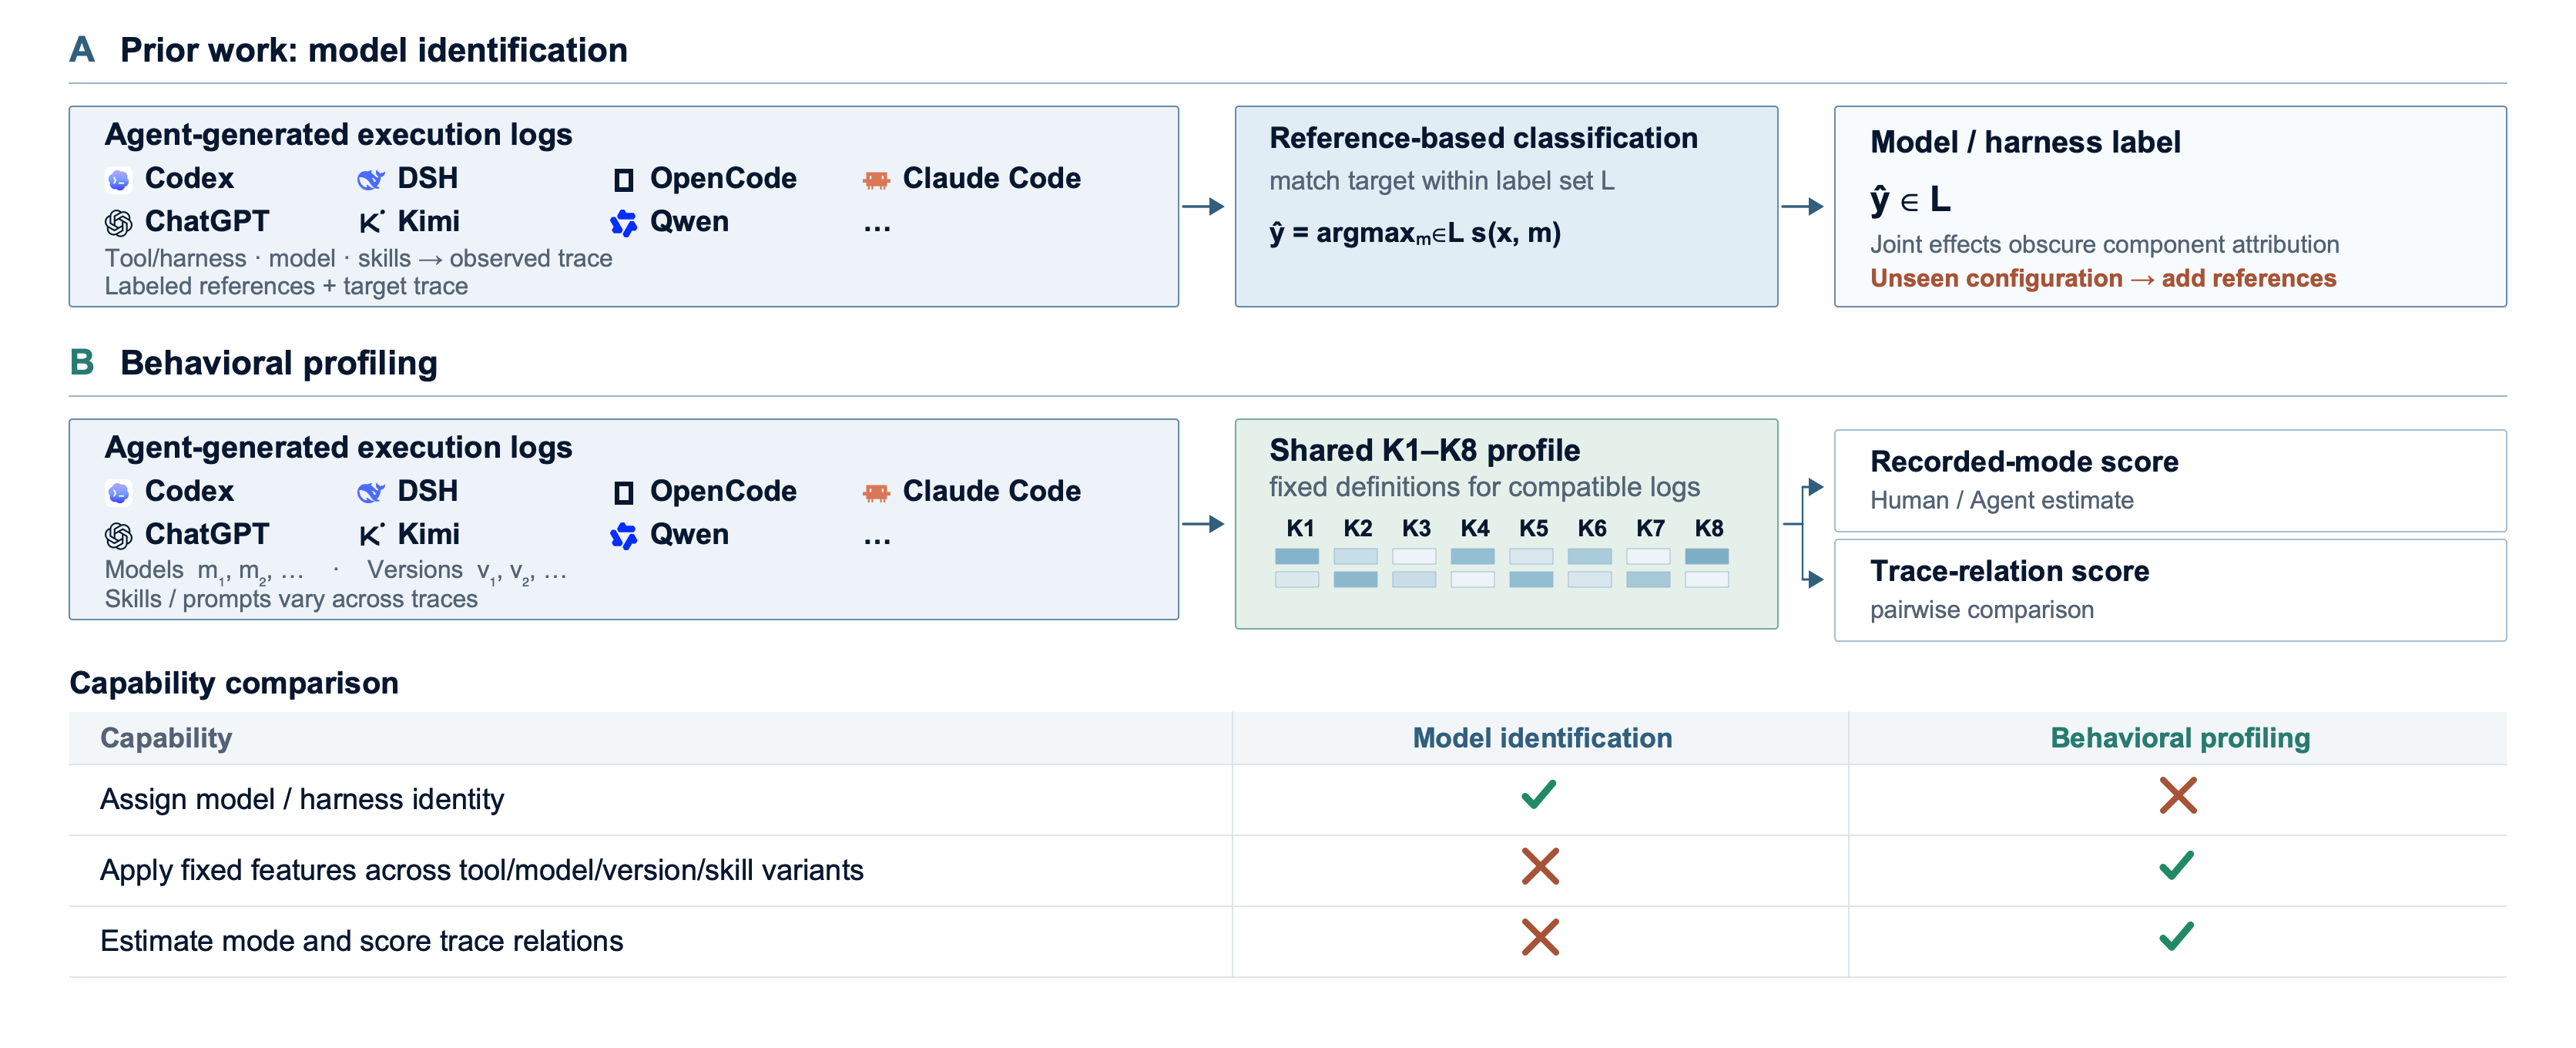 A Prior work: model identification
Agent-generated execution logs
Codex DSH OpenCode Claude Code
ChatGPT Kimi Qwen ...
Tool/harness · model · skills → observed trace
Labeled references + target trace
Reference-based classification
match target within label set L
ŷ = argmaxₘ∈L s(x, m)
Model / harness label
ŷ ∈ L
Joint effects obscure component attribution
Unseen configuration → add references
B Behavioral profiling
Agent-generated execution logs
Codex DSH OpenCode Claude Code
ChatGPT Kimi Qwen ...
Models m₁, m₂, ... · Versions v₁, v₂, ...
Skills / prompts vary across traces
Shared K1–K8 profile
fixed definitions for compatible logs
K1 K2 K3 K4 K5 K6 K7 K8
Recorded-mode score
Human / Agent estimate
Trace-relation score
pairwise comparison
Capability comparison
Capability Model identification Behavioral profiling
Assign model / harness identity ✓ ✗
Apply fixed features across tool/model/version/skill variants ✗ ✓
Estimate mode and score trace relations ✗ ✓